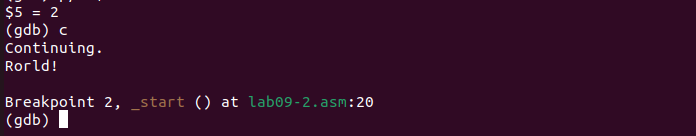 $5 = 2
(gdb) c
Continuing.
Rorld!
Breakpoint 2, _start () at lab09-2.asm:20
(gdb)